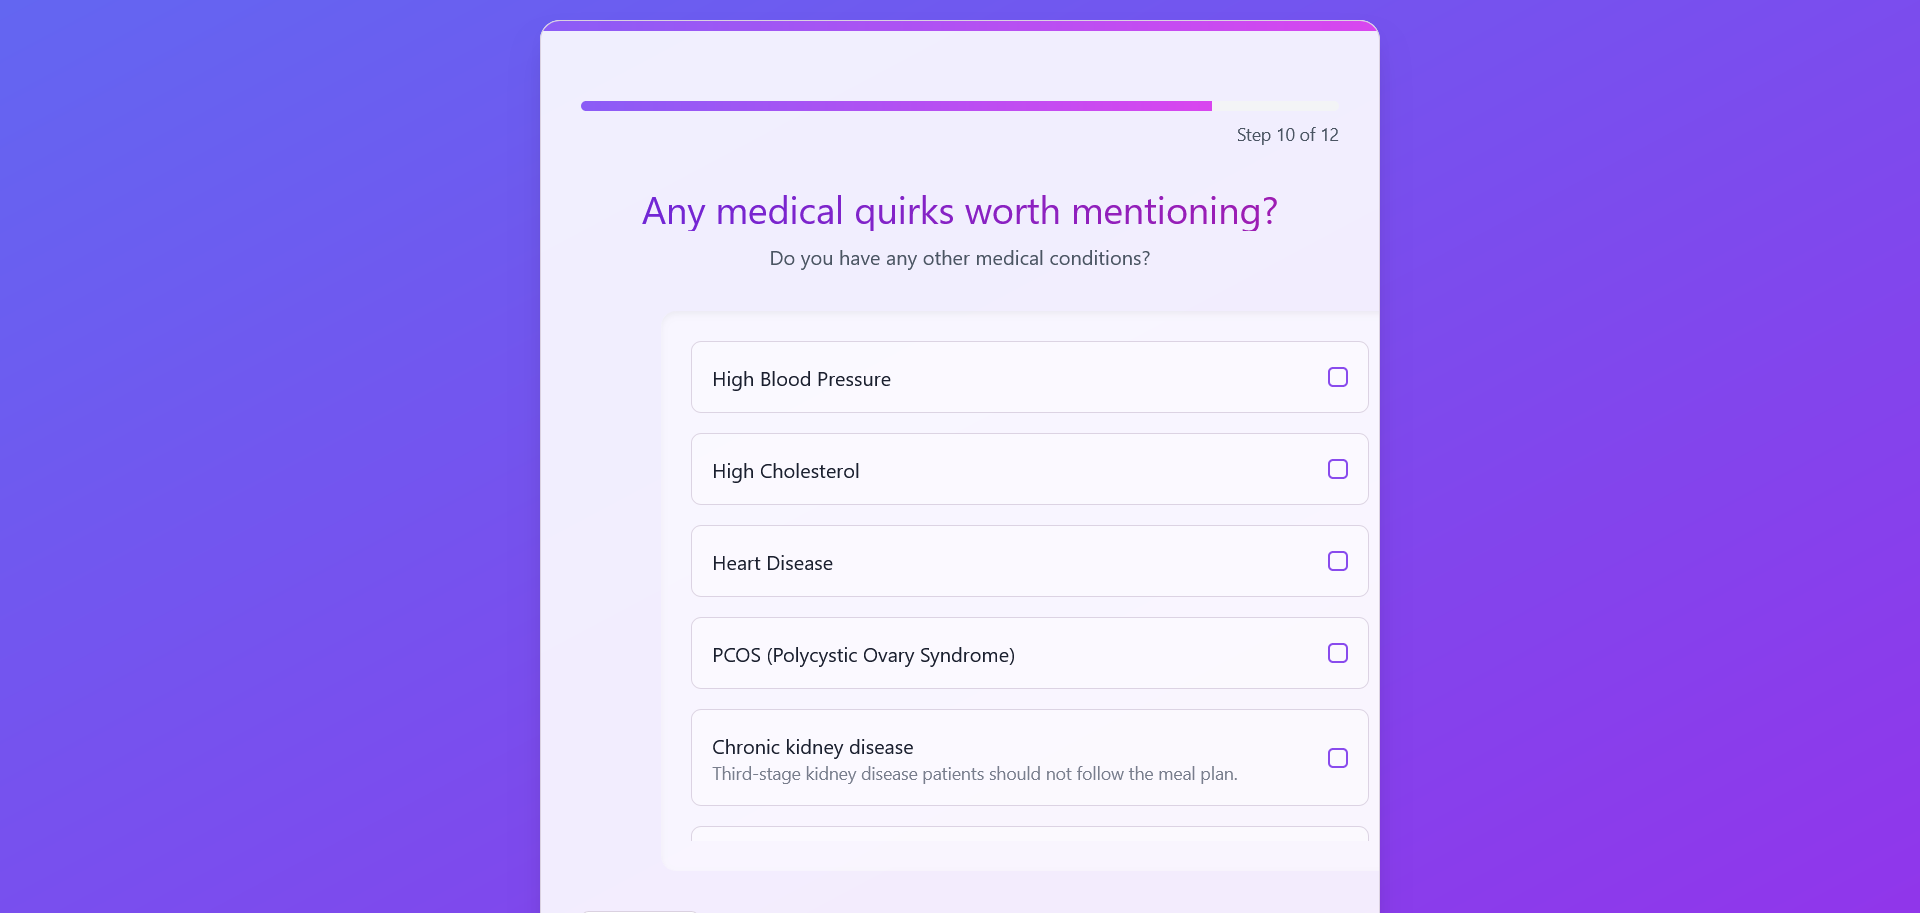 Step 10 of 12
Any medical quirks worth mentioning?
Do you have any other medical conditions?
High Blood Pressure
High Cholesterol
Heart Disease
PCOS (Polycystic Ovary Syndrome)
Chronic kidney disease
Third-stage kidney disease patients should not follow the meal plan.